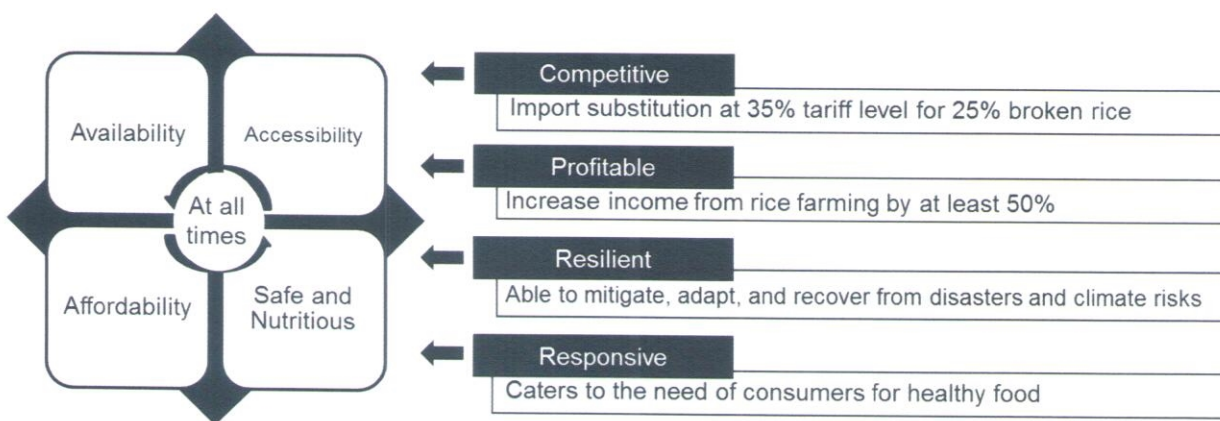 Availability
Accessibility
At all
times
Affordability
Safe and
Nutritious
Competitive
Import substitution at 35% tariff level for 25% broken rice
Profitable
Increase income from rice farming by at least 50%
Resilient
Able to mitigate, adapt, and recover from disasters and climate risks
Responsive
Caters to the need of consumers for healthy food